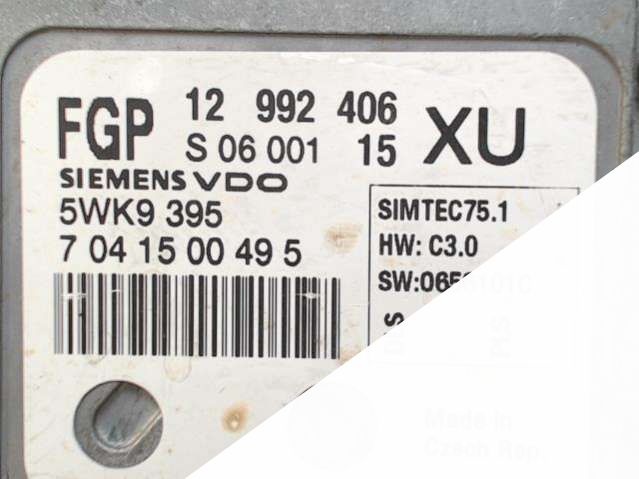 FGP 12 992 406 XU
S 06 001 15
SIEMENS VDO
5WK9 395
7 04 15 00 49 5
SIMTEC75.1
HW: C3.0
Made in
Czech Rep.